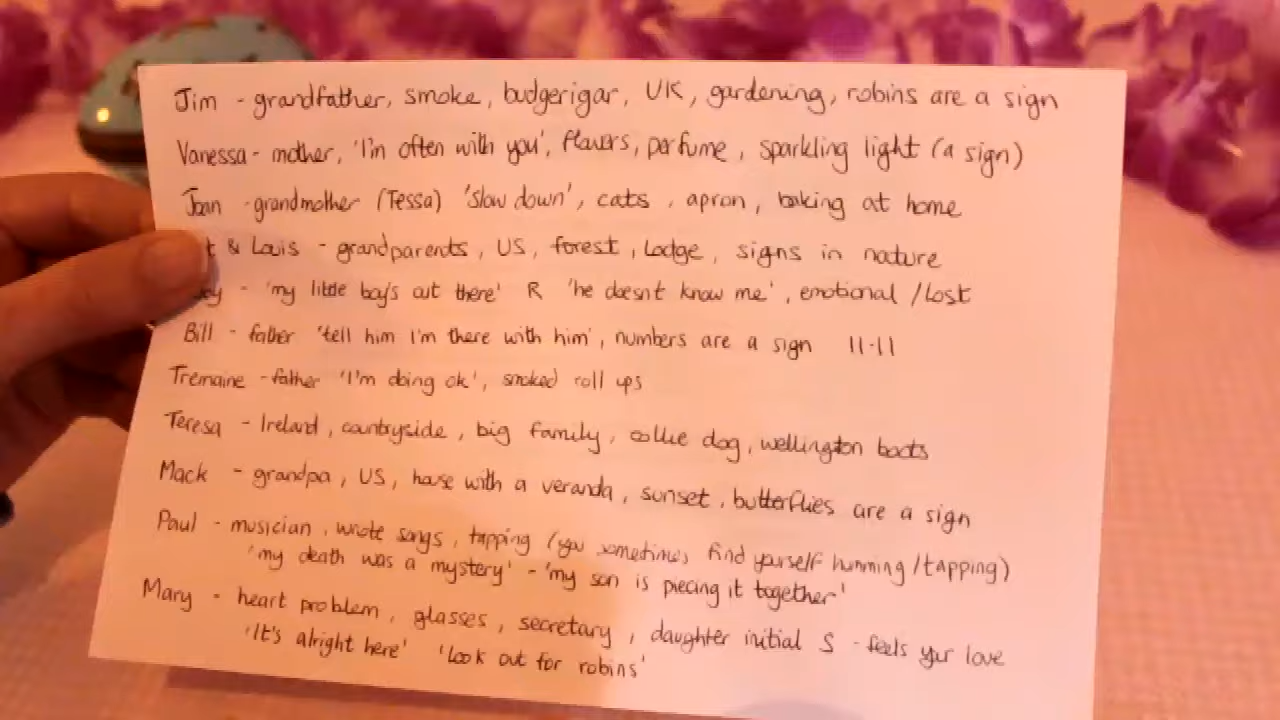 Jim - grandfather, smoke, budgerigar, UK, gardening, robins are a sign
Vanessa - mother, 'I'm often with you', flowers, perfume, sparkling light (a sign)
Joan - grandmother (Tessa) 'slow down', cats, apron, baking at home
& Louis - grandparents, US, forest, Lodge, signs in nature
- 'my little boy's out there' R 'he doesn't know me', emotional / Lost
Bill - father 'tell him I'm there with him', numbers are a sign 11-11
Tremaine - father 'I'm doing ok', smoked roll ups
Teresa - Ireland, countryside, big family, collie dog, wellington boots
Mack - grandpa, US, house with a veranda, sunset, butterflies are a sign
Paul - musician, wrote songs, tapping (you sometimes find yourself humming / tapping)
'my death was a mystery' - 'my son is piecing it together'
Mary - heart problem, glasses, secretary, daughter initial S - feels your love
'It's alright here' 'Look out for robins'